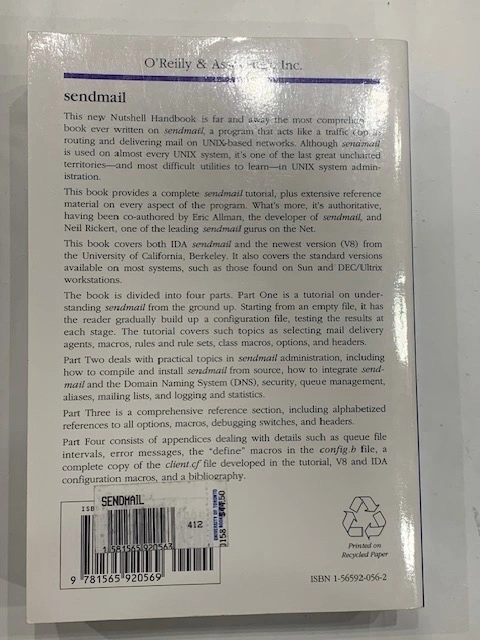 O'Reilly & Associates, Inc.
sendmail
This new Nutshell Handbook is far and away the most comprehensive
book ever written on sendmail, a program that acts like a traffic cop in
routing and delivering mail on UNIX-based networks. Although sendmail
is used on almost every UNIX system, it's one of the last great uncharted
territories—and most difficult utilities to learn—in UNIX system admin-
istration.
This book provides a complete sendmail tutorial, plus extensive reference
material on every aspect of the program. What's more, it's authoritative,
having been co-authored by Eric Allman, the developer of sendmail, and
Neil Rickert, one of the leading sendmail gurus on the Net.
This book covers both IDA sendmail and the newest version (V8) from
the University of California, Berkeley. It also covers the standard versions
available on most systems, such as those found on Sun and DEC/Ultrix
workstations.
The book is divided into four parts. Part One is a tutorial on under-
standing sendmail from the ground up. Starting from an empty file, it has
the reader gradually build up a configuration file, testing the results at
each stage. The tutorial covers such topics as selecting mail delivery
agents, macros, rules and rule sets, class macros, options, and headers.
Part Two deals with practical topics in sendmail administration, including
how to compile and install sendmail from source, how to integrate send-
mail and the Domain Naming System (DNS), security, queue management,
aliases, mailing lists, and logging and statistics.
Part Three is a comprehensive reference section, including alphabetized
references to all options, macros, debugging switches, and headers.
Part Four consists of appendices dealing with details such as queue file
intervals, error messages, the "define" macros in the config.h file, a
complete copy of the client.cf file developed in the tutorial, V8 and IDA
configuration macros, and a bibliography.
ISB
SENDMAIL
412
1581565920563
UNIVERSITY OF TORONTO
9 781565 920569
Printed on
Recycled Paper
ISBN 1-56592-056-2